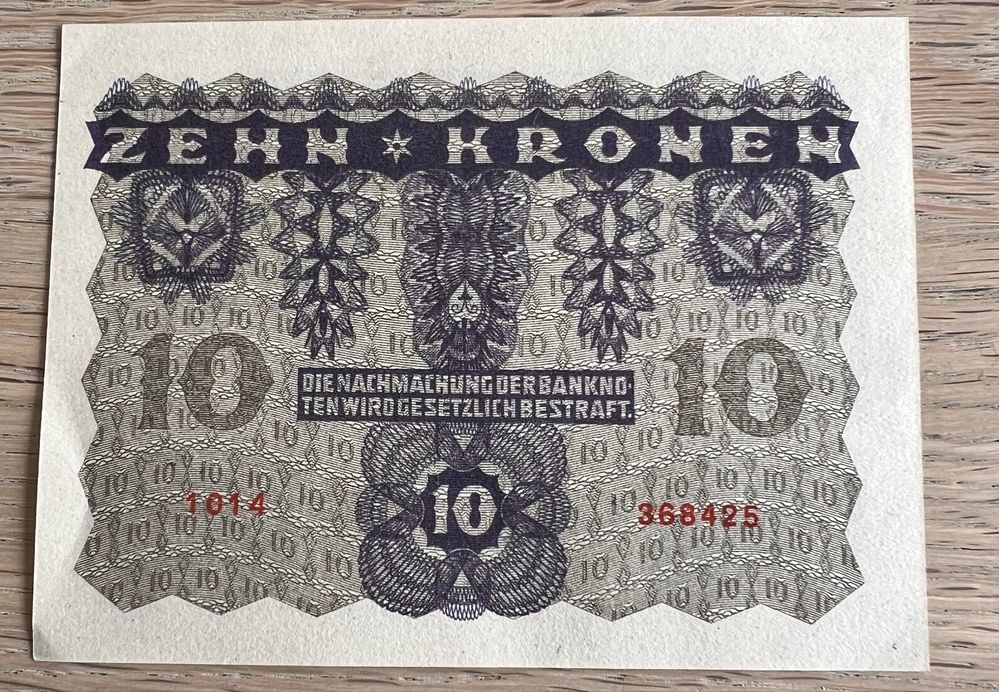 ZEHN ✶ KRONEN
10 10
DIE NACHMACHUNG DER BANKNO-
TEN WIRD GESETZLICH BESTRAFT.
10
1014 368425